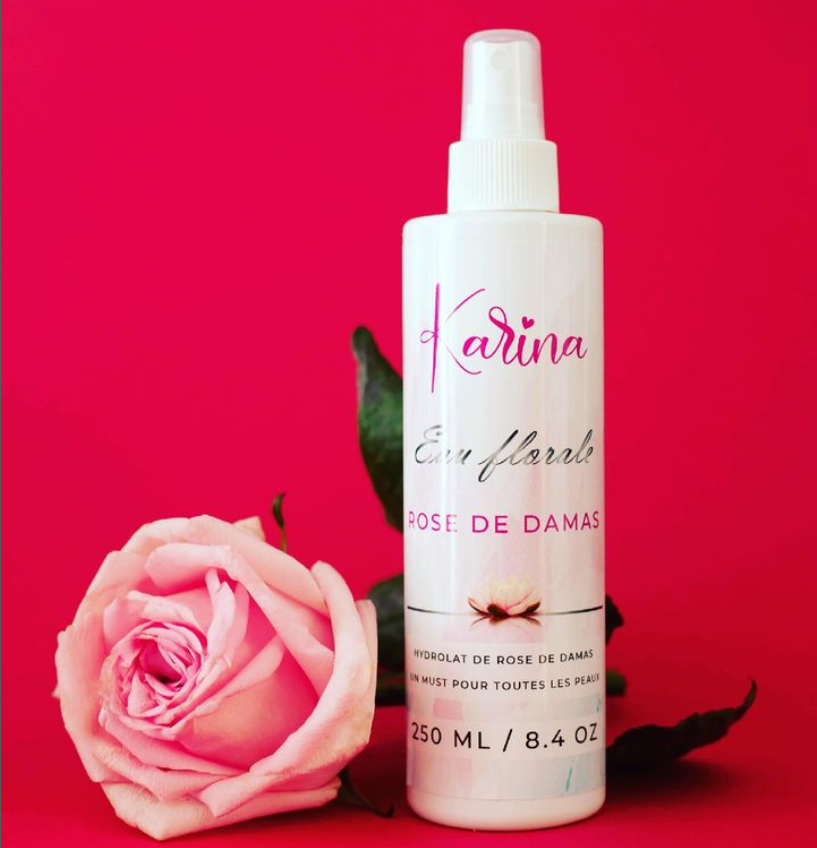 Karina
Eau florale
ROSE DE DAMAS
HYDROLAT DE ROSE DE DAMAS
UN MUST POUR TOUTES LES PEAUX
250 ML / 8.4 OZ